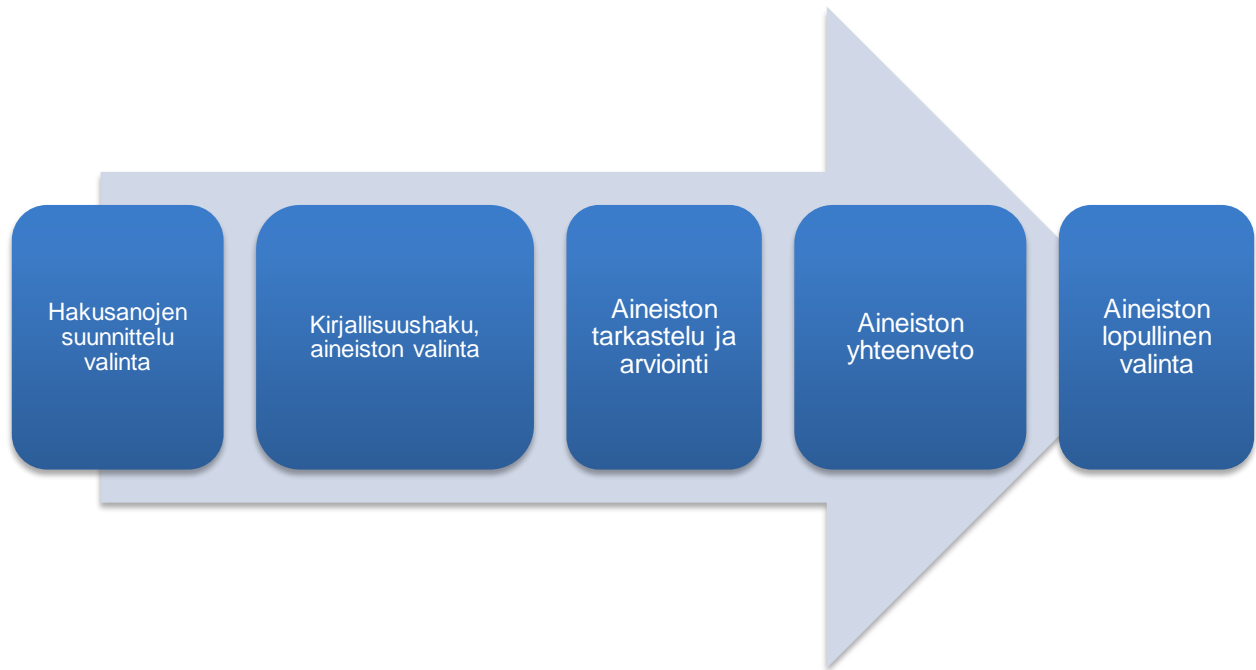 Hakusanojen
suunnittelu
valinta
Kirjallisuushaku,
aineiston valinta
Aineiston
tarkastelu ja
arviointi
Aineiston
yhteenveto
Aineiston
lopullinen
valinta